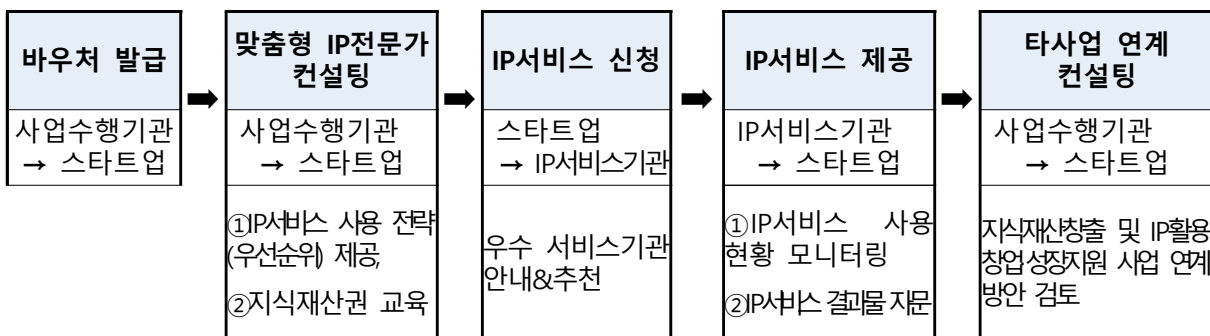 바우처 발급
➡
맞춤형 IP전문가
컨설팅
➡
IP서비스 신청
➡
IP서비스 제공
➡
타사업 연계
컨설팅
사업수행기관
→ 스타트업
사업수행기관
→ 스타트업
스타트업
→ IP서비스기관
IP서비스기관
→ 스타트업
사업수행기관
→ 스타트업
①IP서비스 사용 전략
(우선순위) 제공,
②지식재산권 교육
우수 서비스기관
안내&추천
①IP서비스 사용
현황 모니터링
②IP서비스 결과물 자문
지식재산창출 및 IP활용
창업성장지원 사업 연계
방안 검토